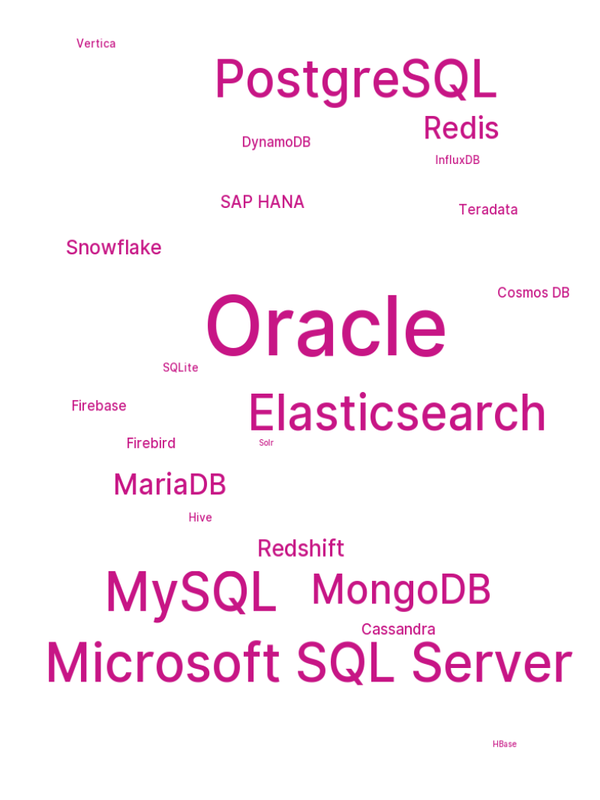 Vertica
PostgreSQL
Redis
DynamoDB
InfluxDB
SAP HANA
Teradata
Snowflake
Cosmos DB
Oracle
SQLite
Firebase
Elasticsearch
Firebird
Solr
MariaDB
Hive
Redshift
MySQL
MongoDB
Cassandra
Microsoft SQL Server
HBase